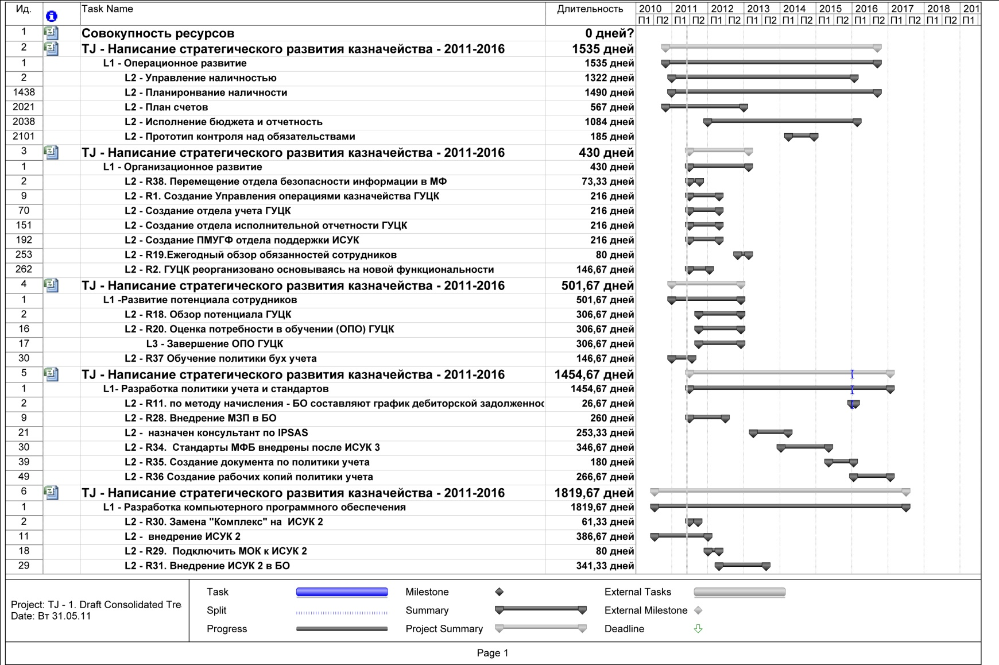 Ид. Task Name Длительность 2010 2011 2012 2013 2014 2015 2016 2017 2018 201
П1 П2 П1 П2 П1 П2 П1 П2 П1 П2 П1 П2 П1 П2 П1 П2 П1 П2 П1
1 Совокупность ресурсов 0 дней?
2 TJ - Написание стратегического развития казначейства - 2011-2016 1535 дней
1 L1 - Операционное развитие 1535 дней
2 L2 - Управление наличностью 1322 дней
1438 L2 - Планиронвание наличности 1490 дней
2021 L2 - План счетов 567 дней
2038 L2 - Исполнение бюджета и отчетность 1084 дней
2101 L2 - Прототип контроля над обязательствами 185 дней
3 TJ - Написание стратегического развития казначейства - 2011-2016 430 дней
1 L1 - Организационное развитие 430 дней
2 L2 - R38. Перемещение отдела безопасности информации в МФ 73,33 дней
9 L2 - R1. Создание Управления операциями казначейства ГУЦК 216 дней
70 L2 - Создание отдела учета ГУЦК 216 дней
151 L2 - Создание отдела исполнительной отчетности ГУЦК 216 дней
192 L2 - Создание ПМУГФ отдела поддержки ИСУК 216 дней
253 L2 - R19.Ежегодный обзор обязанностей сотрудников 80 дней
262 L2 - R2. ГУЦК реорганизовано основываясь на новой функциональности 146,67 дней
4 TJ - Написание стратегического развития казначейства - 2011-2016 501,67 дней
1 L1 -Развитие потенциала сотрудников 501,67 дней
2 L2 - R18. Обзор потенциала ГУЦК 306,67 дней
16 L2 - R20. Оценка потребности в обучении (ОПО) ГУЦК 306,67 дней
17 L3 - Завершение ОПО ГУЦК 306,67 дней
30 L2 - R37 Обучение политики бух учета 146,67 дней
5 TJ - Написание стратегического развития казначейства - 2011-2016 1454,67 дней
1 L1- Разработка политики учета и стандартов 1454,67 дней
2 L2 - R11. по методу начисления - БО составляют график дебиторской задолженнос 26,67 дней
9 L2 - R28. Внедрение МЗП в БО 260 дней
21 L2 - назначен консультант по IPSAS 253,33 дней
30 L2 - R34. Стандарты МФБ внедрены после ИСУК 3 346,67 дней
39 L2 - R35. Создание документа по политики учета 180 дней
49 L2 - R36 Создание рабочих копий политики учета 266,67 дней
6 TJ - Написание стратегического развития казначейства - 2011-2016 1819,67 дней
1 L1 - Разработка компьютерного программного обеспечения 1819,67 дней
2 L2 - R30. Замена "Комплекс" на ИСУК 2 61,33 дней
11 L2 - внедрение ИСУК 2 386,67 дней
18 L2 - R29. Подключить МОК к ИСУК 2 80 дней
29 L2 - R31. Внедрение ИСУК 2 в БО 341,33 дней
Project: TJ - 1. Draft Consolidated Tre
Date: Вт 31.05.11
Task Milestone External Tasks
Split Summary External Milestone
Progress Project Summary Deadline
Page 1